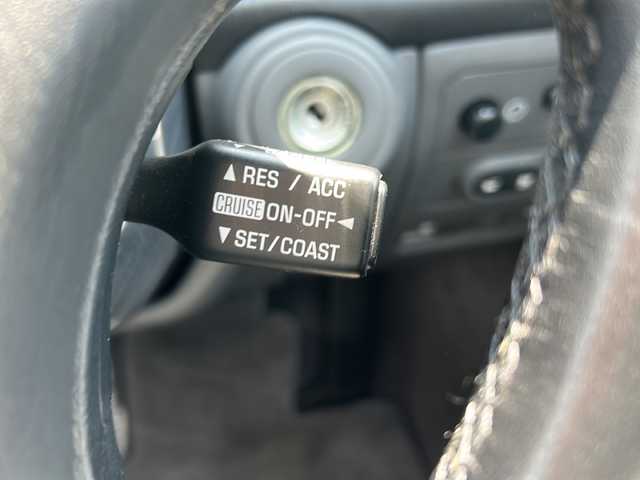 ▲ RES / ACC
CRUISE ON-OFF ◄
▼ SET/COAST